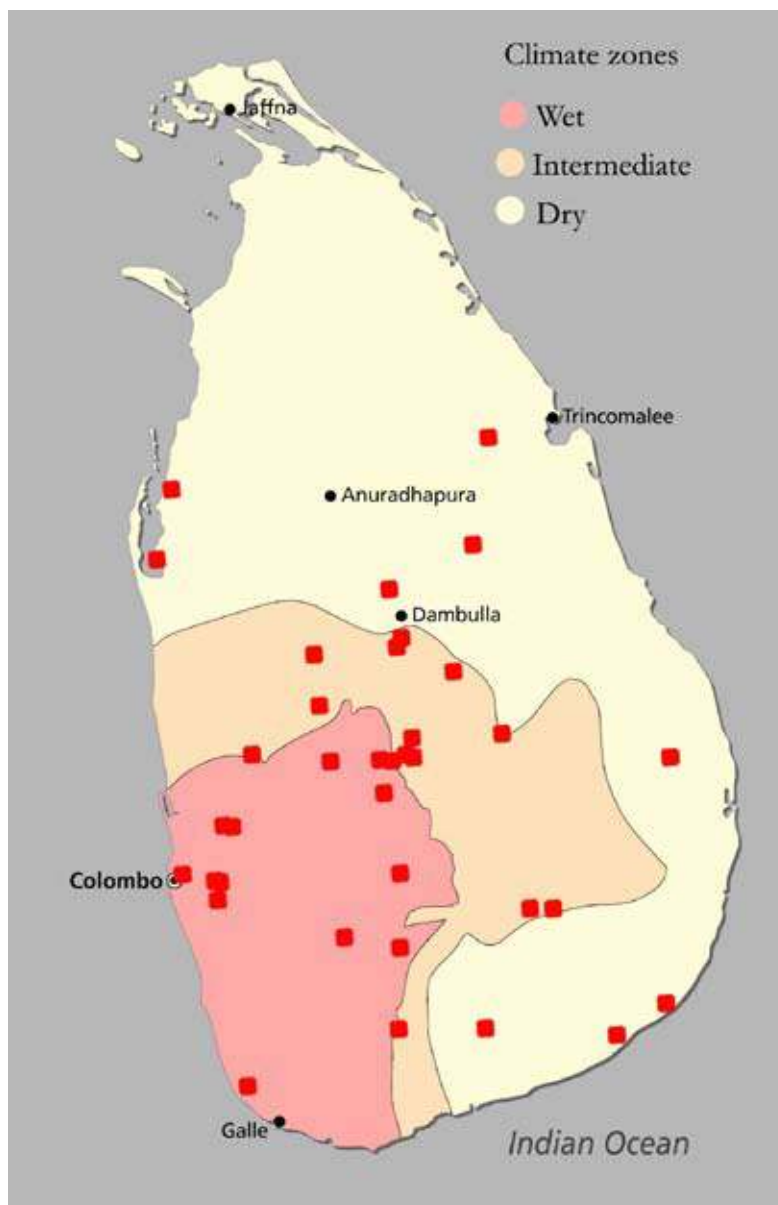 Climate zones
Wet
Intermediate
Dry
Jaffna
Trincomalee
Anuradhapura
Dambulla
Colombo
Galle
Indian Ocean